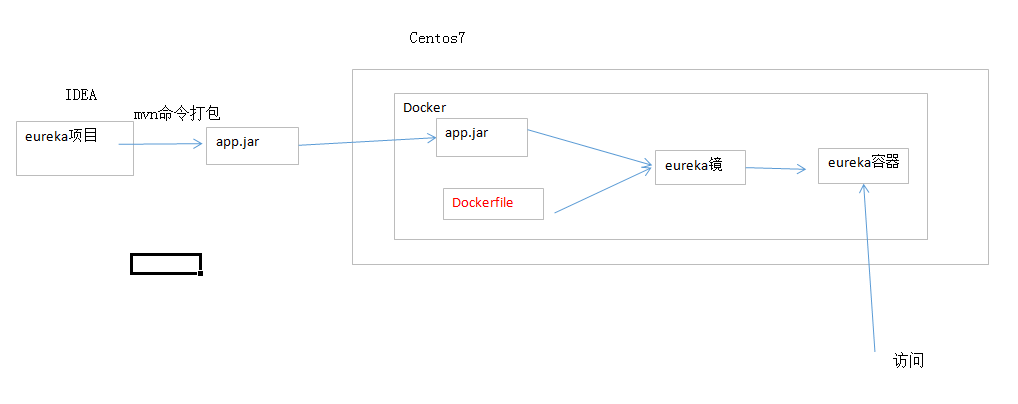 Centos7
IDEA
mvn命令打包
eureka项目
app.jar
Docker
app.jar
Dockerfile
eureka镜
eureka容器
访问